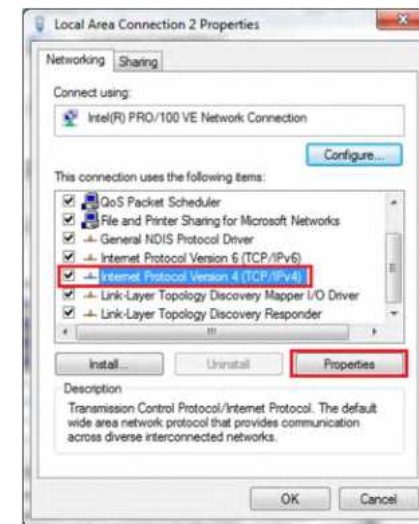 Local Area Connection 2 Properties
Networking Sharing
Connect using:
Intel(R) PRO/100 VE Network Connection
Configure...
This connection uses the following items:
QoS Packet Scheduler
File and Printer Sharing for Microsoft Networks
General NDIS Protocol Driver
Internet Protocol Version 6 (TCP/IPv6)
Internet Protocol Version 4 (TCP/IPv4)
Link-Layer Topology Discovery Mapper I/O Driver
Link-Layer Topology Discovery Responder
Install... Uninstall Properties
Description
Transmission Control Protocol/Internet Protocol. The default
wide area network protocol that provides communication
across diverse interconnected networks.
OK Cancel